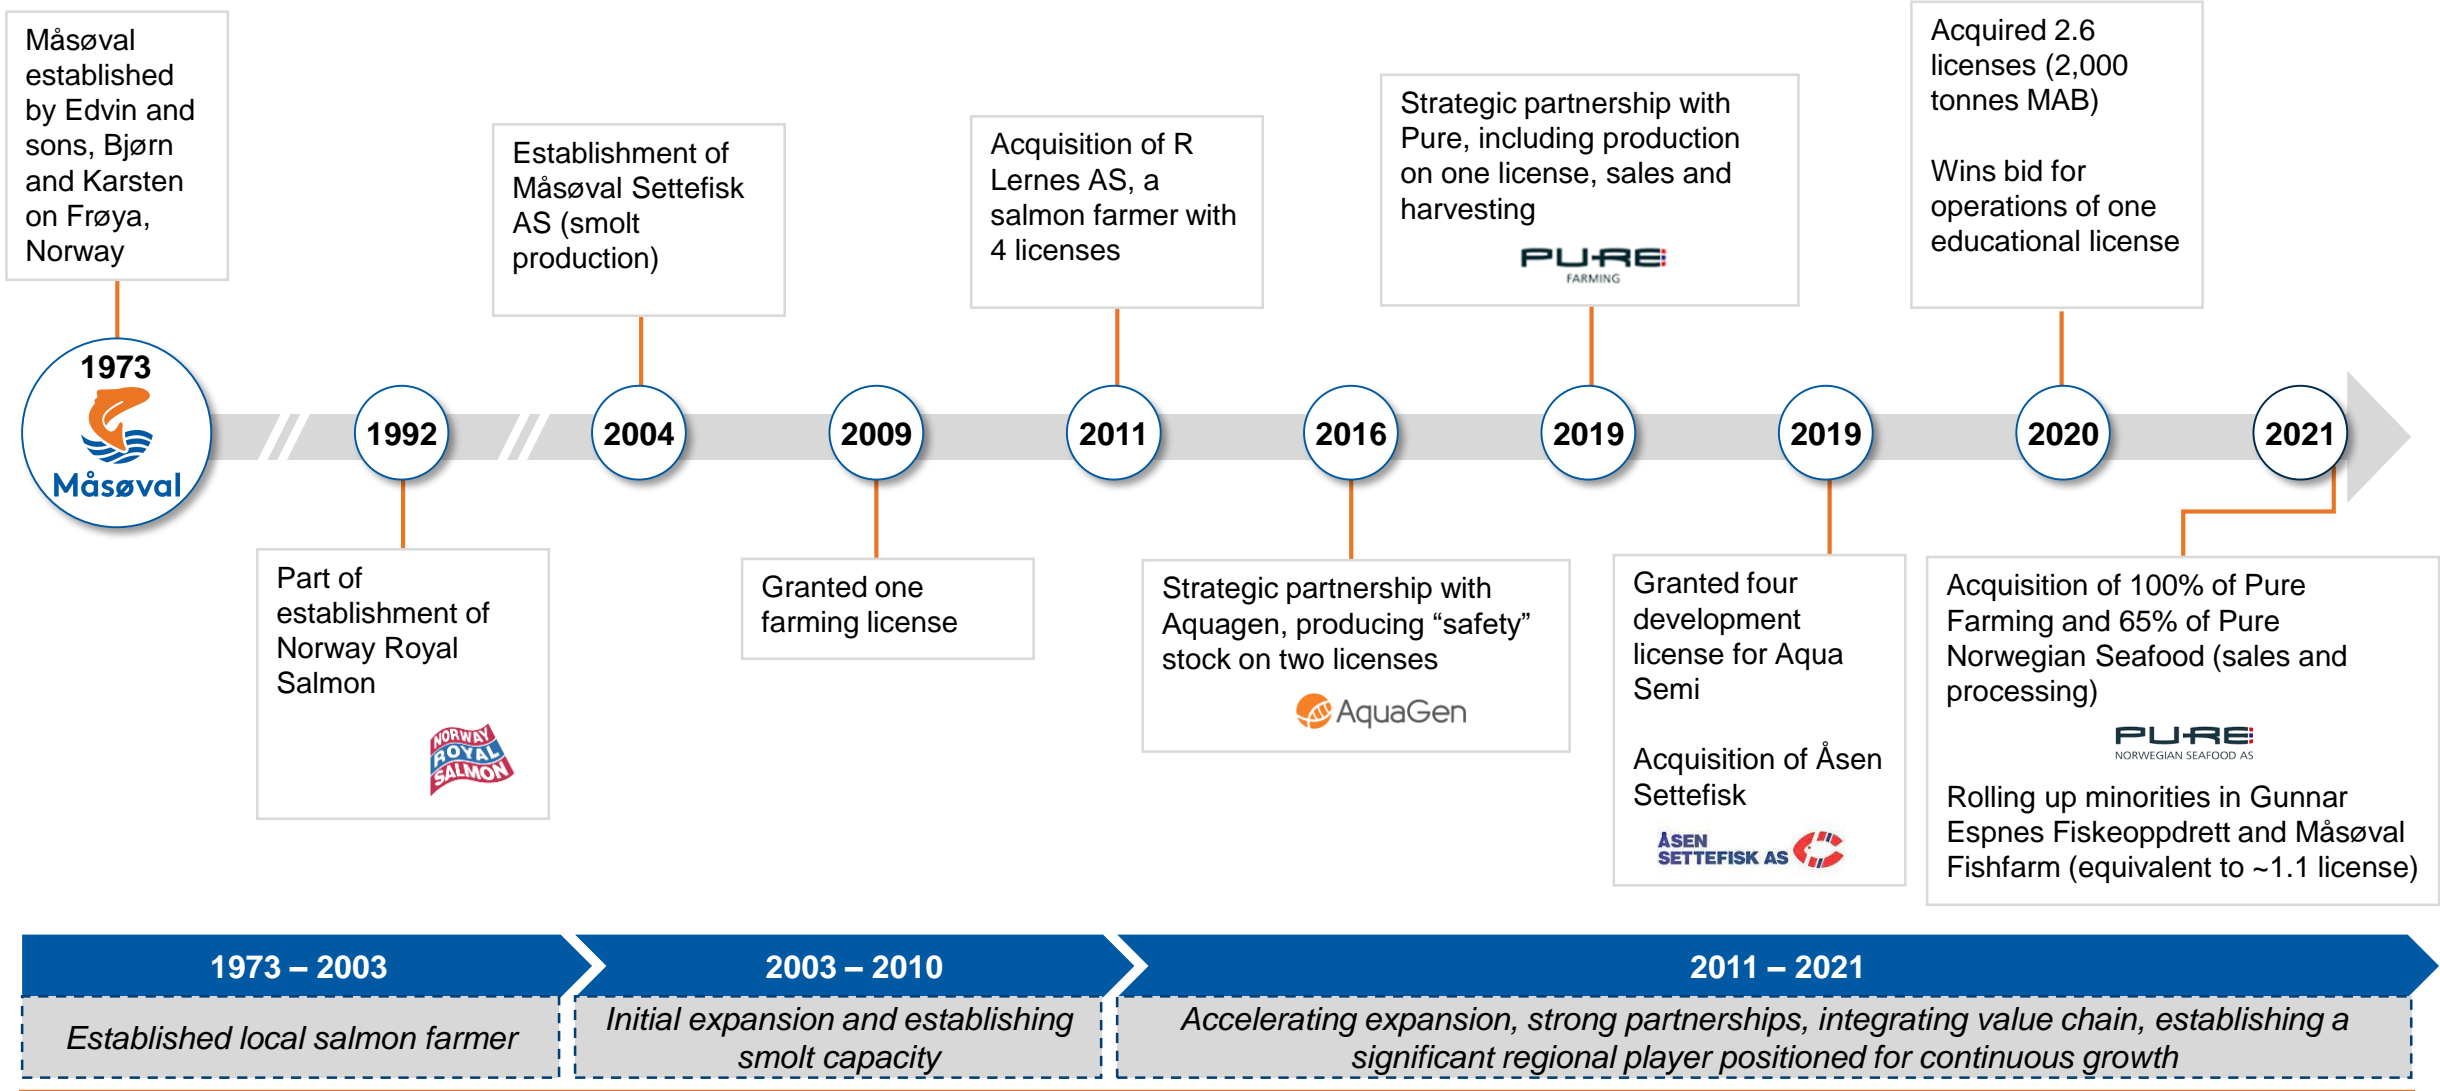 Måsøval
established
by Edvin and
sons, Bjørn
and Karsten
on Frøya,
Norway
1973
Måsøval
1992
Part of
establishment of
Norway Royal
Salmon
NORWAY
ROYAL
SALMON
Establishment of
Måsøval Settefisk
AS (smolt
production)
2004
2009
Granted one
farming license
Acquisition of R
Lernes AS, a
salmon farmer with
4 licenses
2011
2016
Strategic partnership with
Aquagen, producing “safety”
stock on two licenses
AquaGen
Strategic partnership with
Pure, including production
on one license, sales and
harvesting
PURE
FARMING
2019
2019
Granted four
development
license for Aqua
Semi
Acquisition of Åsen
Settefisk
ÅSEN
SETTEFISK AS
Acquired 2.6
licenses (2,000
tonnes MAB)
Wins bid for
operations of one
educational license
2020
2021
Acquisition of 100% of Pure
Farming and 65% of Pure
Norwegian Seafood (sales and
processing)
PURE
NORWEGIAN SEAFOOD AS
Rolling up minorities in Gunnar
Espnes Fiskeoppdrett and Måsøval
Fishfarm (equivalent to ~1.1 license)
1973 – 2003
Established local salmon farmer
2003 – 2010
Initial expansion and establishing
smolt capacity
2011 – 2021
Accelerating expansion, strong partnerships, integrating value chain, establishing a
significant regional player positioned for continuous growth